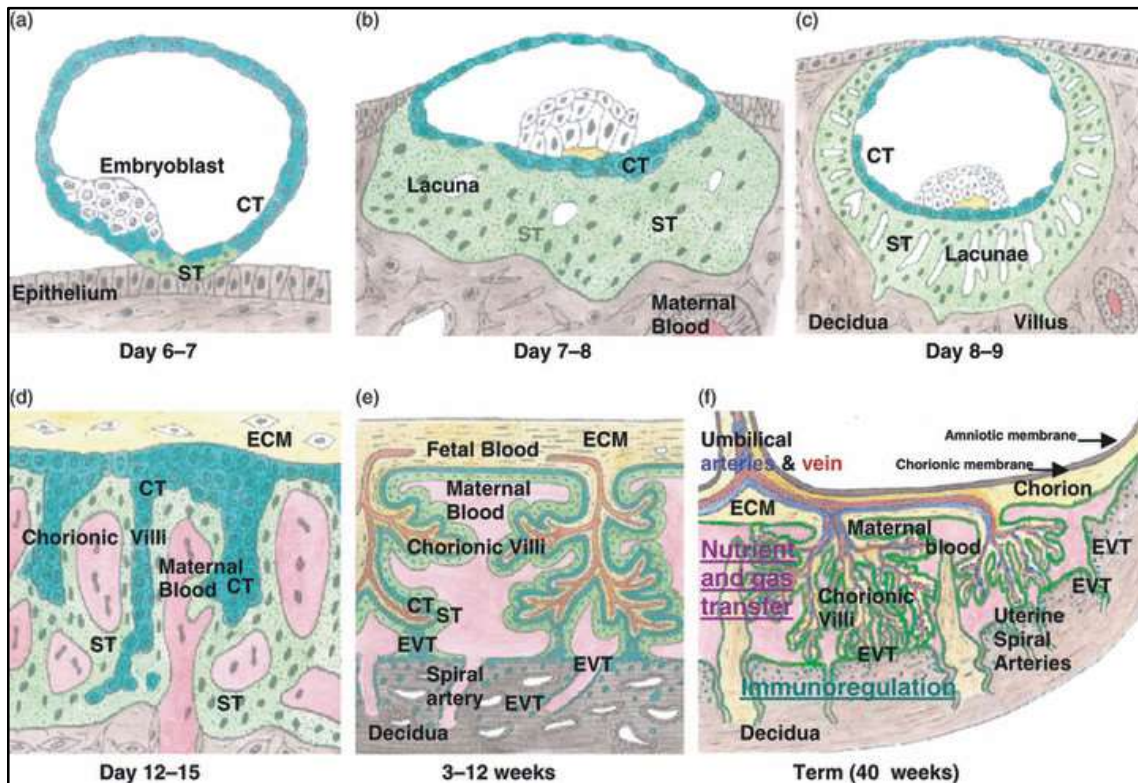 (a)
Embryoblast
CT
ST
Epithelium
Day 6–7
(b)
CT
Lacuna
ST
ST
Maternal
Blood
Day 7–8
(c)
CT
ST
Lacunae
Decidua
Villus
Day 8–9
(d)
ECM
CT
Chorionic Villi
Maternal
Blood
CT
ST
ST
Day 12–15
(e)
Fetal Blood
ECM
Maternal
Blood
Chorionic Villi
CT
ST
EVT
EVT
Spiral
artery
EVT
Decidua
3–12 weeks
(f)
Umbilical
arteries & vein
Amniotic membrane
Chorionic membrane
Chorion
ECM
Maternal
blood
Nutrient
and gas
transfer
EVT
EVT
Chorionic
Villi
Uterine
Spiral
Arteries
EVT
Immunoregulation
Decidua
Term (40 weeks)